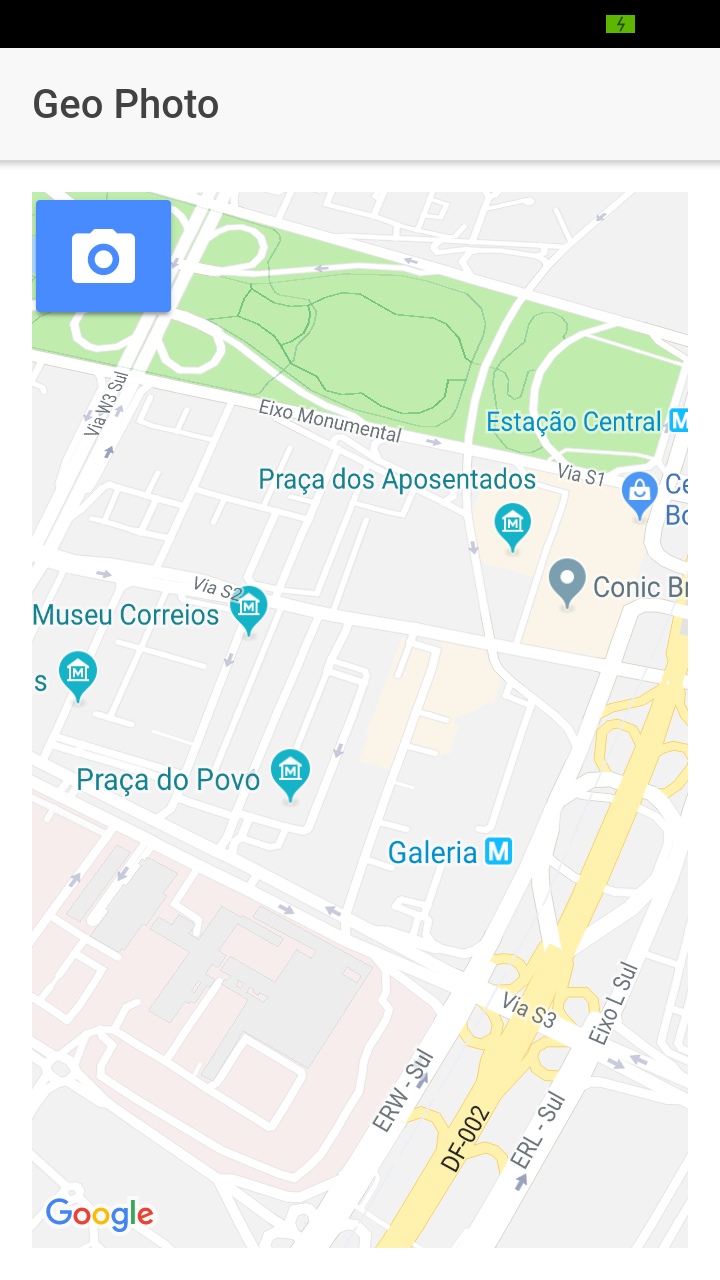 Geo Photo
Via W3 Sul
Eixo Monumental
Estação Central M
Via S1
Praça dos Aposentados
Ce
Bo
Conic Br
Via S2
Museu Correios
s
Praça do Povo
Galeria M
Via S3
Eixo L Sul
ERW - Sul
DF-002
ERL - Sul
Google